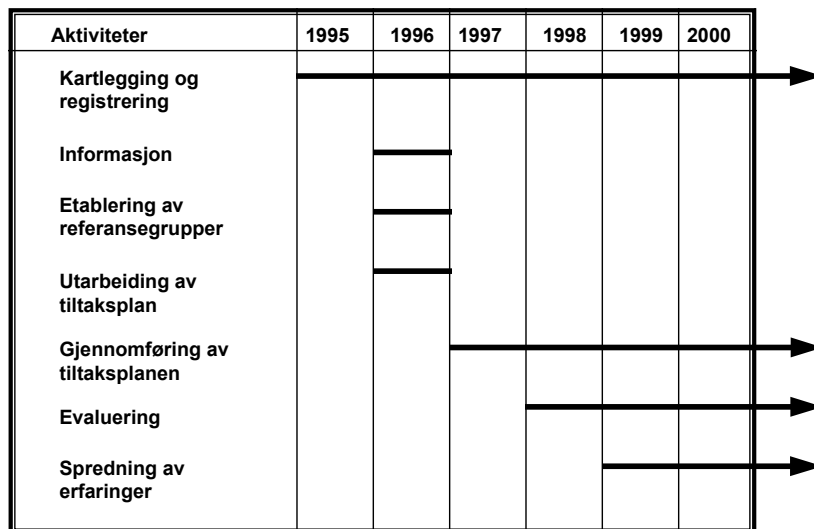 Aktiviteter 1995 1996 1997 1998 1999 2000
Kartlegging og
registrering
Informasjon
Etablering av
referansegrupper
Utarbeiding av
tiltaksplan
Gjennomføring av
tiltaksplanen
Evaluering
Spredning av
erfaringer